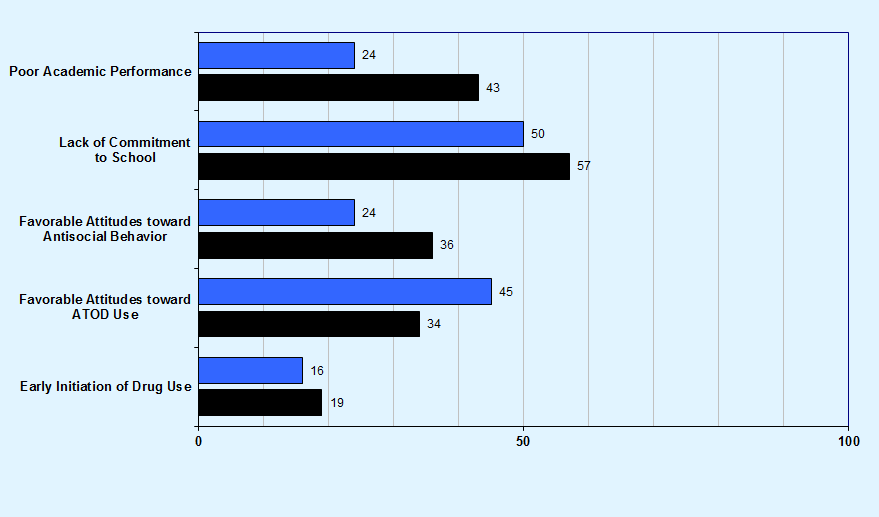 24
Poor Academic Performance
43
50
Lack of Commitment
to School
57
24
Favorable Attitudes toward
Antisocial Behavior
36
45
Favorable Attitudes toward
ATOD Use
34
16
Early Initiation of Drug Use
19
0 50 100